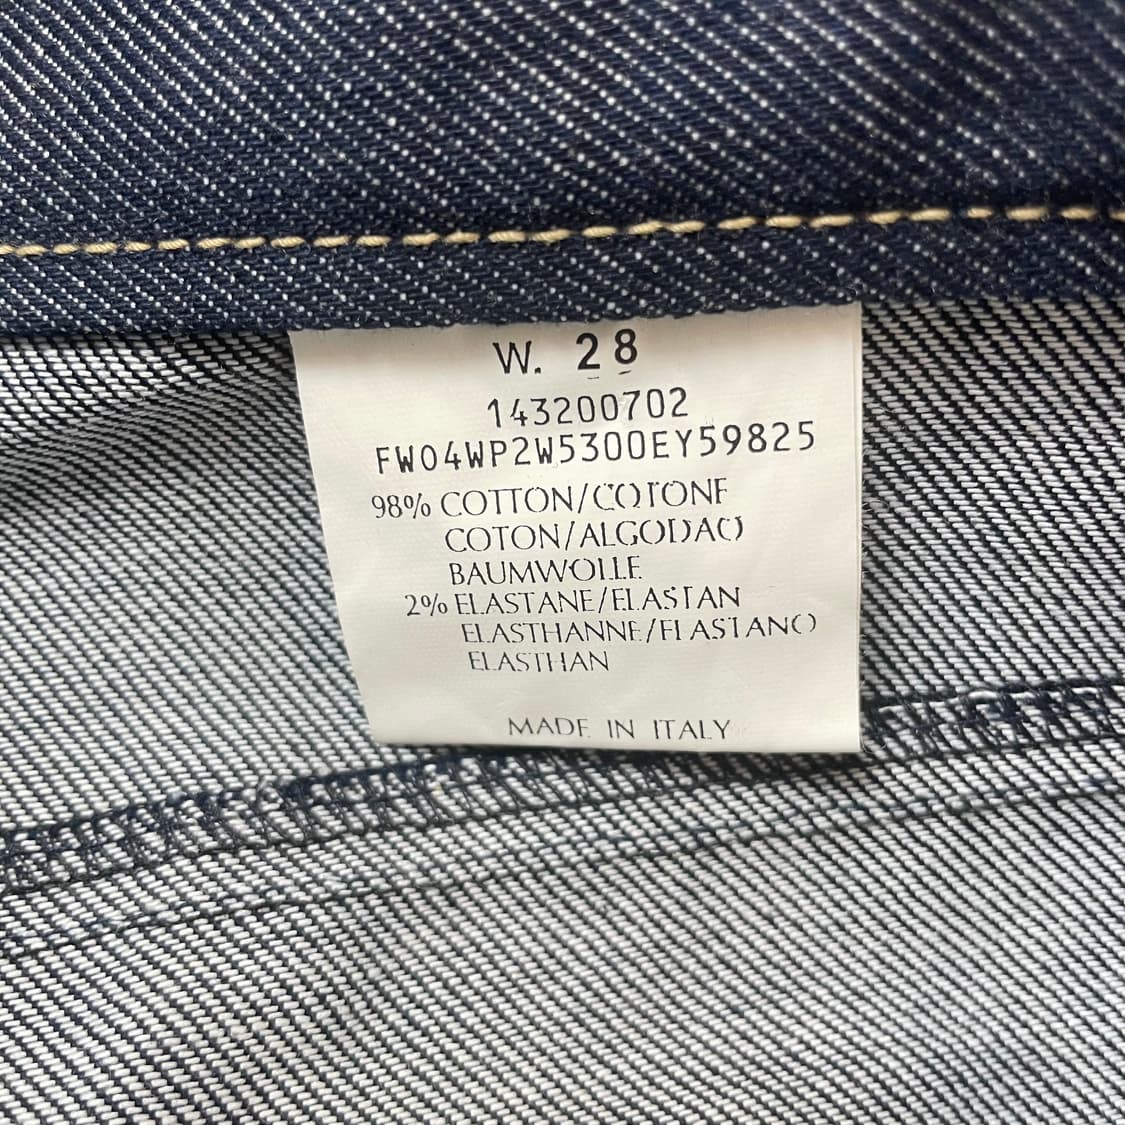 W. 28
143200702
FW04WP2W5300EY59825
98% COTTON/COTONE
COTON/ALGODAO
BAUMWOLLE
2% ELASTANE/ELASTAN
ELASTHANNE/ELASTANO
ELASTHAN
MADE IN ITALY